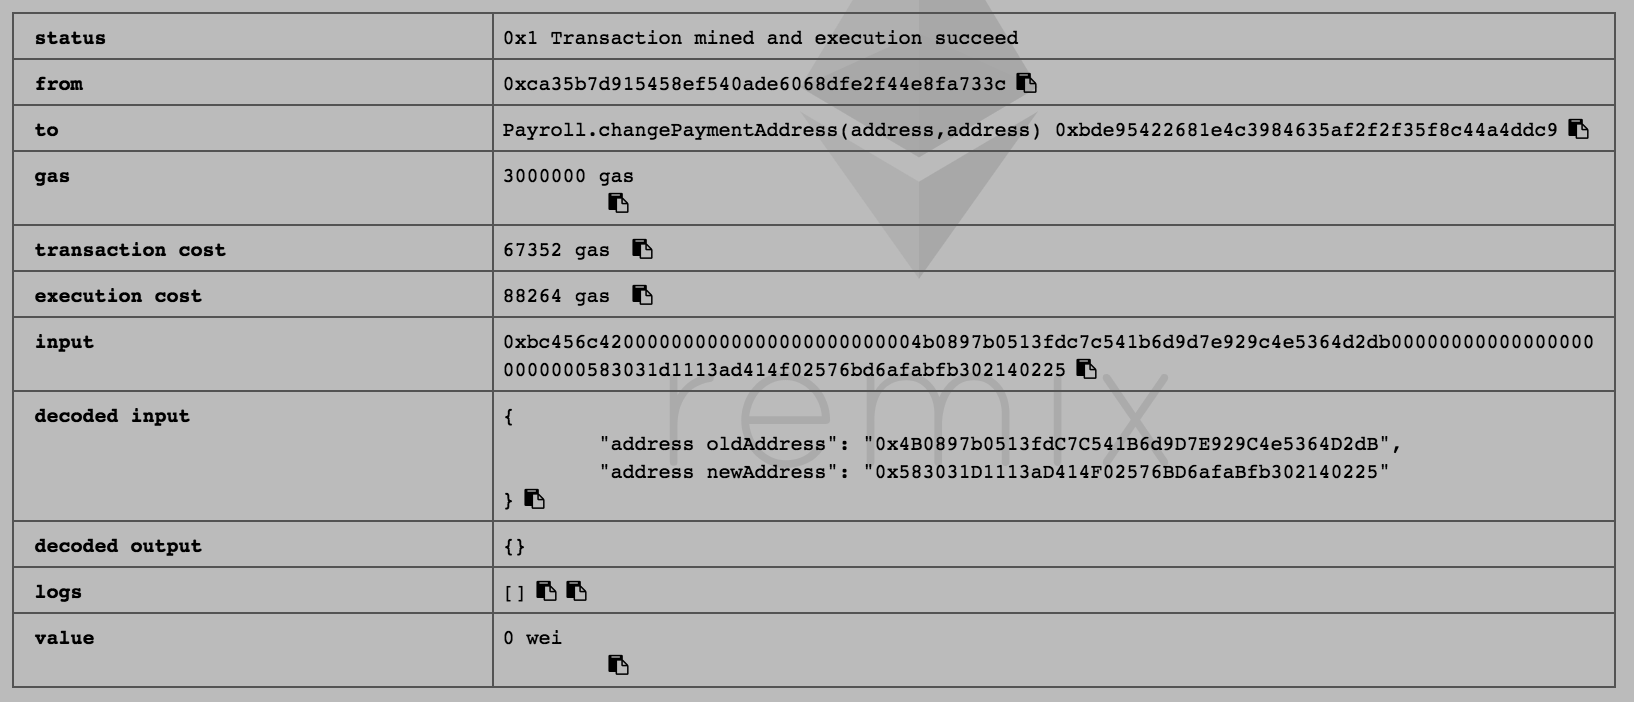 status 0x1 Transaction mined and execution succeed
from 0xca35b7d915458ef540ade6068dfe2f44e8fa733c
to Payroll.changePaymentAddress(address,address) 0xbde95422681e4c3984635af2f2f35f8c44a4ddc9
gas 3000000 gas
transaction cost 67352 gas
execution cost 88264 gas
input 0xbc456c420000000000000000000000004b0897b0513fdc7c541b6d9d7e929c4e5364d2db00000000000000000
0000000583031d1113ad414f02576bd6afabfb302140225
decoded input {
"address oldAddress": "0x4B0897b0513fdC7C541B6d9D7E929C4e5364D2dB",
"address newAddress": "0x583031D1113aD414F02576BD6afaBfb302140225"
}
decoded output {}
logs []
value 0 wei
remix